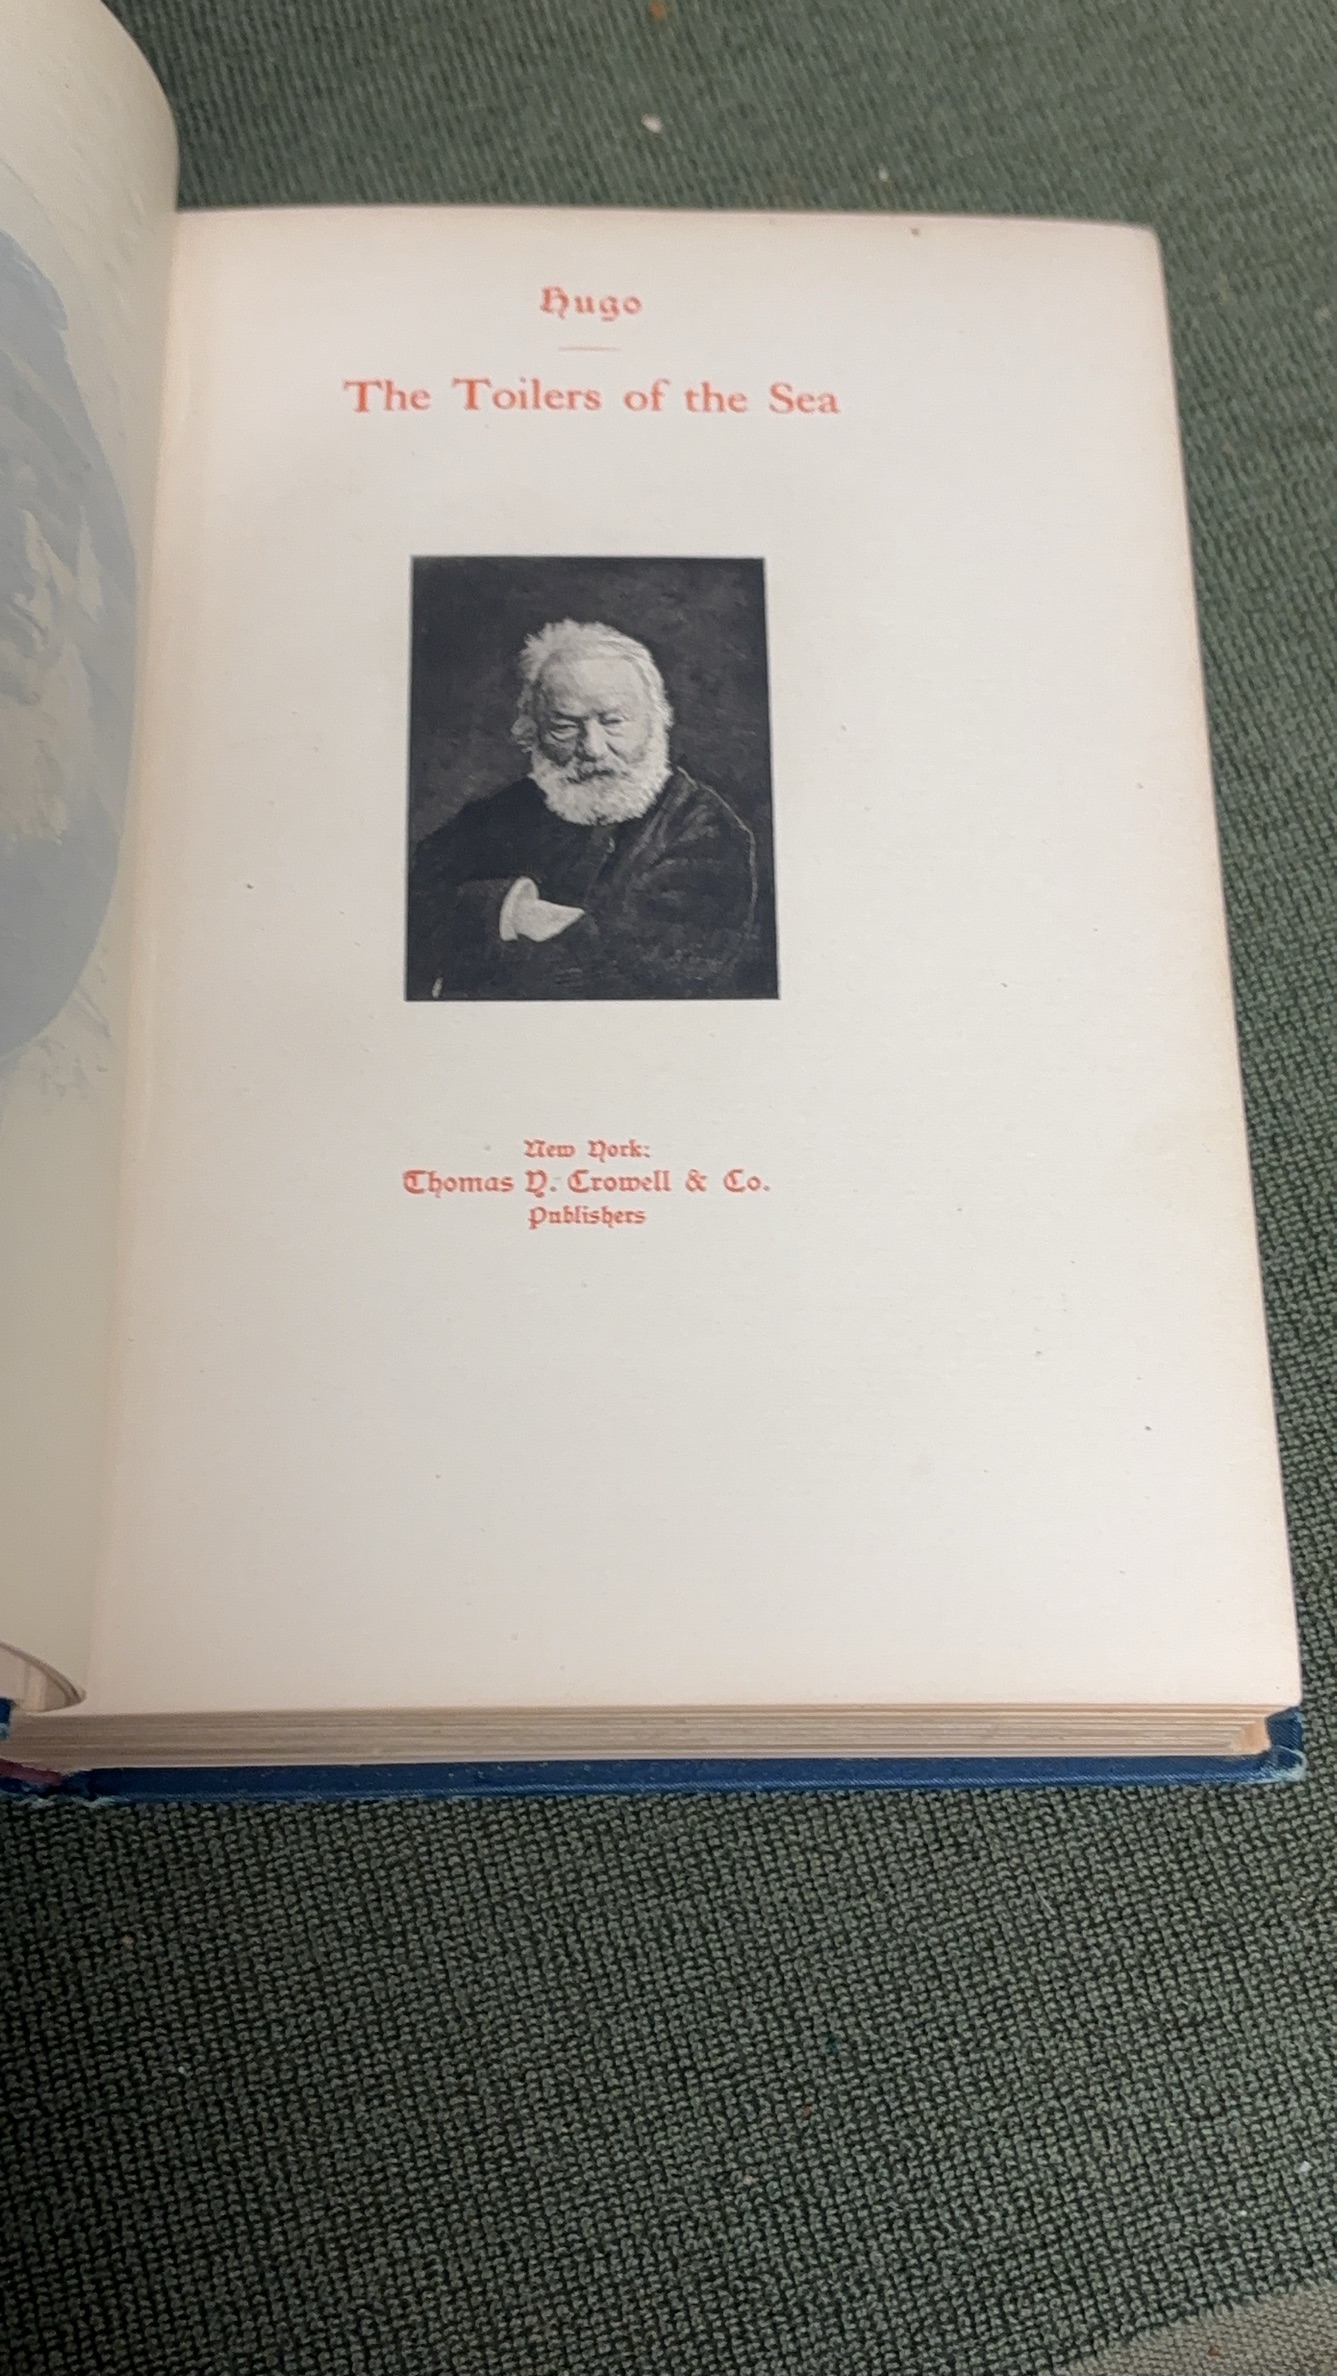 Hugo
The Toilers of the Sea
New York:
Thomas Y. Crowell & Co.
Publishers